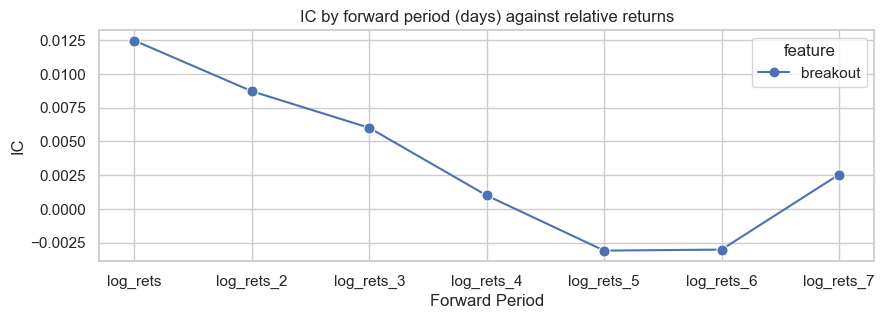 IC by forward period (days) against relative returns
IC
0.0125
0.0100
0.0075
0.0050
0.0025
0.0000
−0.0025
feature
breakout
log_rets
log_rets_2
log_rets_3
log_rets_4
log_rets_5
log_rets_6
log_rets_7
Forward Period